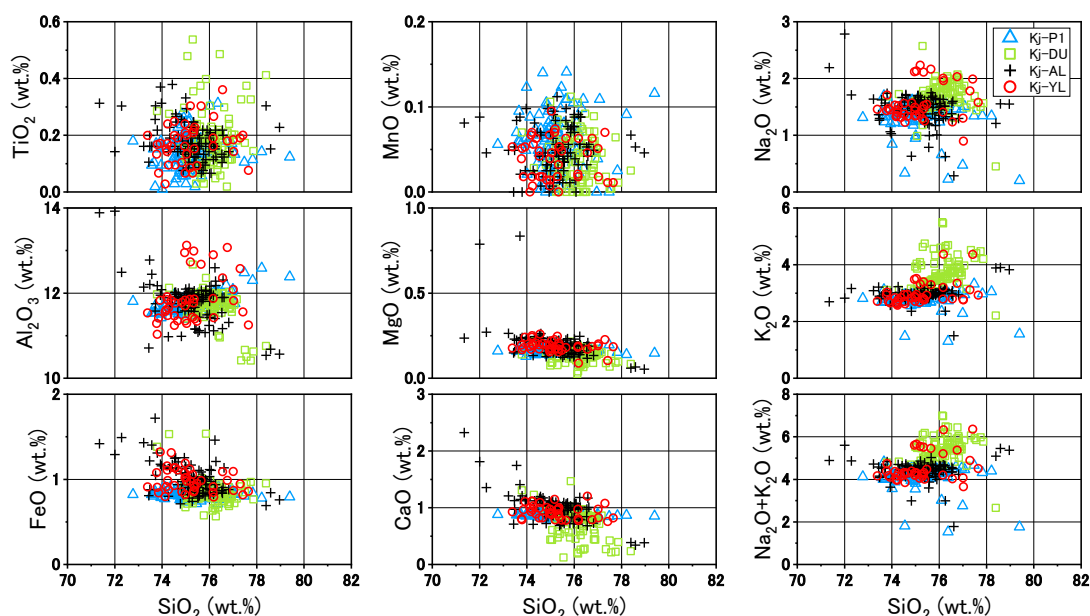 0.6
0.4
0.2
0.0
TiO2 (wt.%)
0.2
0.1
0.0
MnO (wt.%)
3
2
1
0
Na2O (wt.%)
Kj-P1
Kj-DU
Kj-AL
Kj-YL
14
12
10
Al2O3 (wt.%)
1.0
0.5
0.0
MgO (wt.%)
6
4
2
0
K2O (wt.%)
2
1
0
FeO (wt.%)
3
2
1
0
CaO (wt.%)
8
6
4
2
0
Na2O+K2O (wt.%)
70 72 74 76 78 80 82
SiO2 (wt.%)
70 72 74 76 78 80 82
SiO2 (wt.%)
70 72 74 76 78 80 82
SiO2 (wt.%)